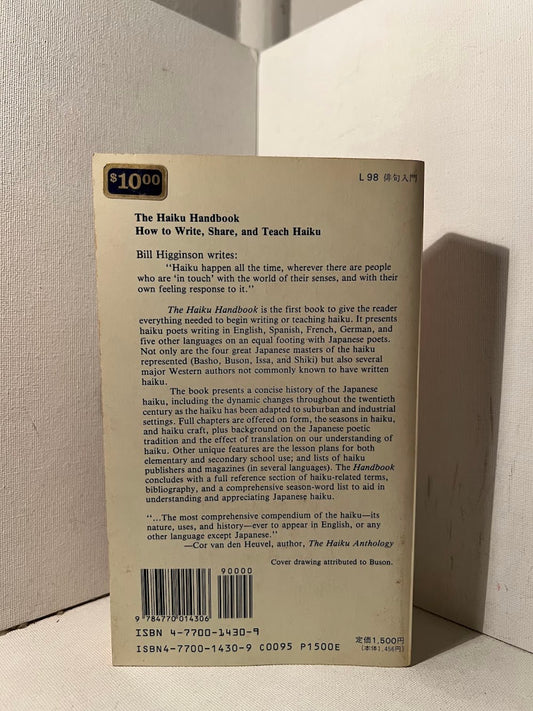 $10.00
L 98 俳句入門
The Haiku Handbook
How to Write, Share, and Teach Haiku
Bill Higginson writes:
"Haiku happen all the time, wherever there are people
who are 'in touch' with the world of their senses, and with
their own feeling response to it."
The Haiku Handbook is the first book to give the reader
everything needed to begin writing or teaching haiku. It presents
haiku poets writing in English, Spanish, French, German, and
five other languages on an equal footing with Japanese poets.
Not only are the four great Japanese masters of the haiku
represented (Basho, Buson, Issa, and Shiki) but also several
major Western authors not commonly known to have written
haiku.
The book presents a concise history of the Japanese
haiku, including the dynamic changes throughout the twentieth
century as the haiku has been adapted to suburban and industrial
settings. Full chapters are offered on form, the seasons in haiku,
and haiku craft, plus background on the Japanese poetic
tradition and the effect of translation on our understanding of
haiku. Other unique features are the lesson plans for both
elementary and secondary school use; and lists of haiku
publishers and magazines (in several languages). The Handbook
concludes with a full reference section of haiku-related terms,
bibliography, and a comprehensive season-word list to aid in
understanding and appreciating Japanese haiku.
"...The most comprehensive compendium of the haiku—its
nature, uses, and history—ever to appear in English, or any
other language except Japanese."
—Cor van den Heuvel, author, The Haiku Anthology
Cover drawing attributed to Buson.
90000
9 784770 014306
ISBN 4-7700-1430-9
ISBN4-7700-1430-9 C0095 P1500E
定価1,500円
(本体1,456円)